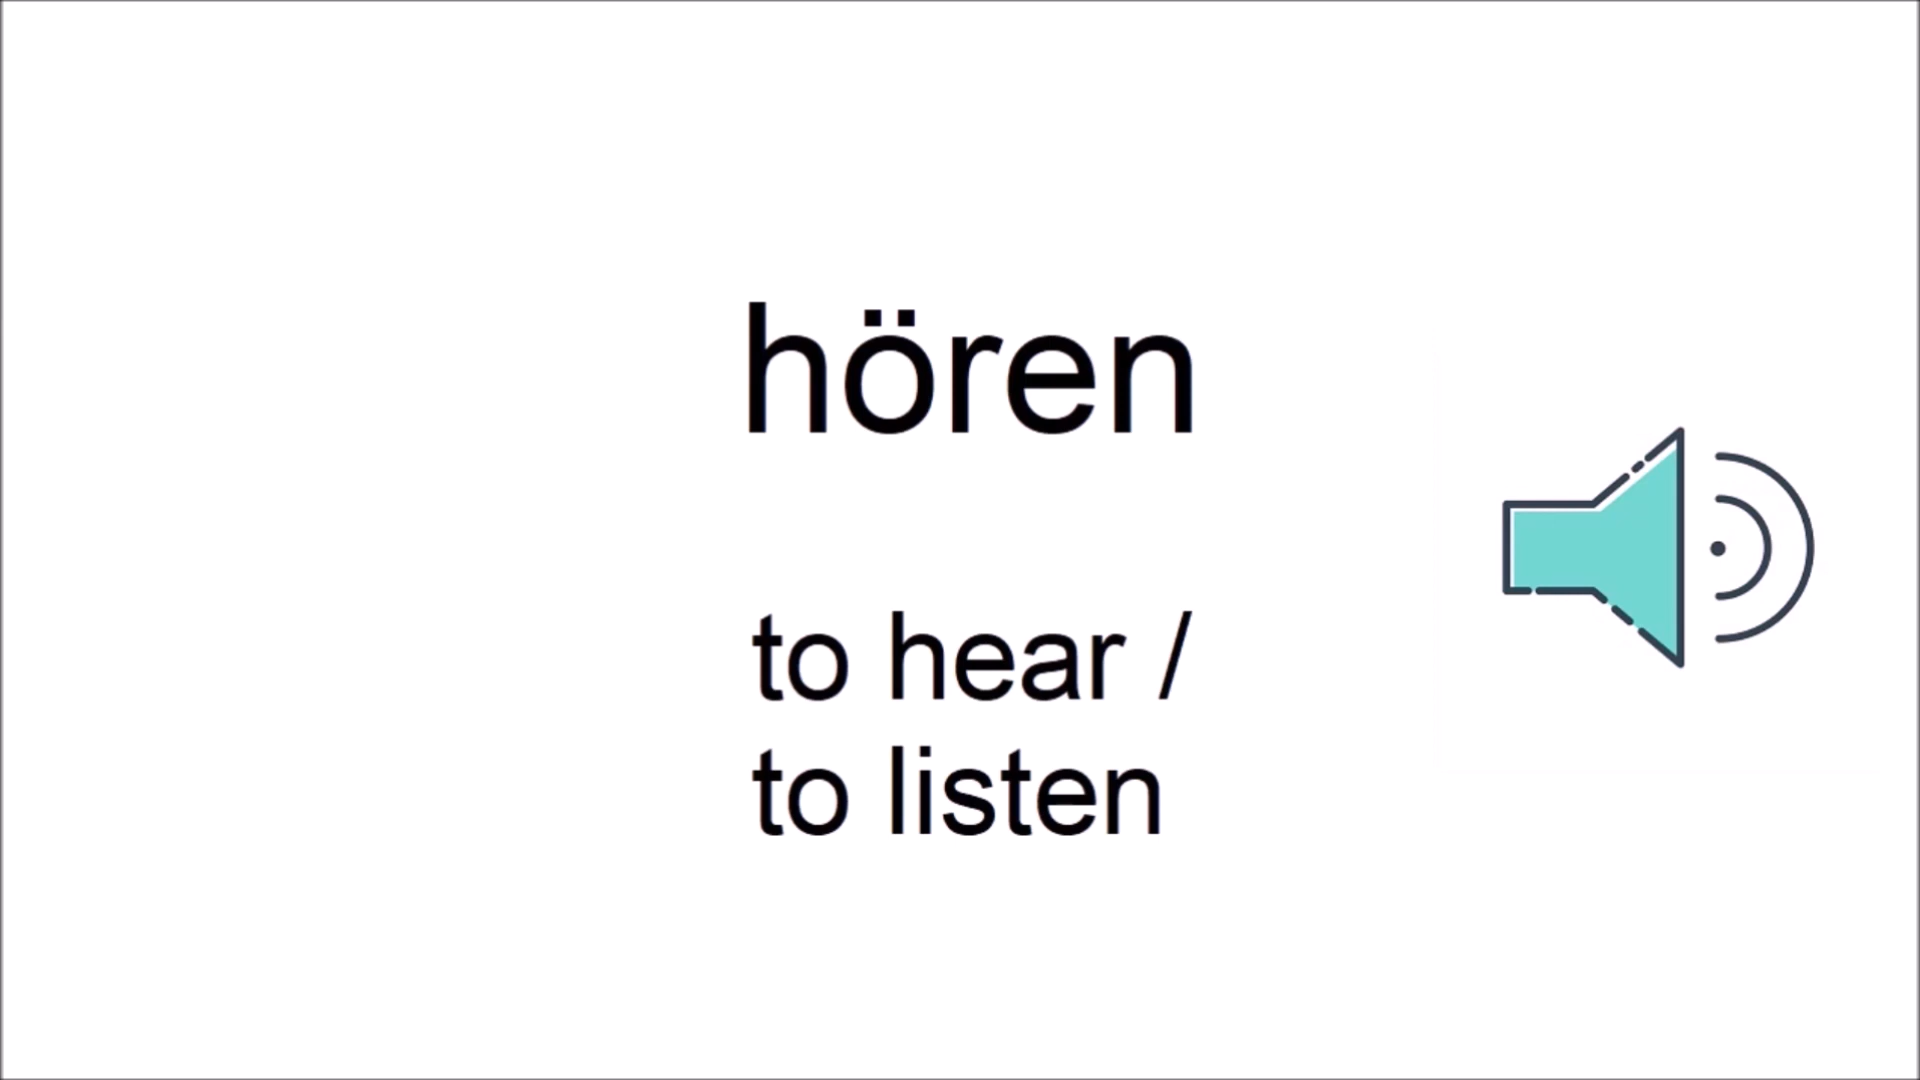 hören
to hear /
to listen